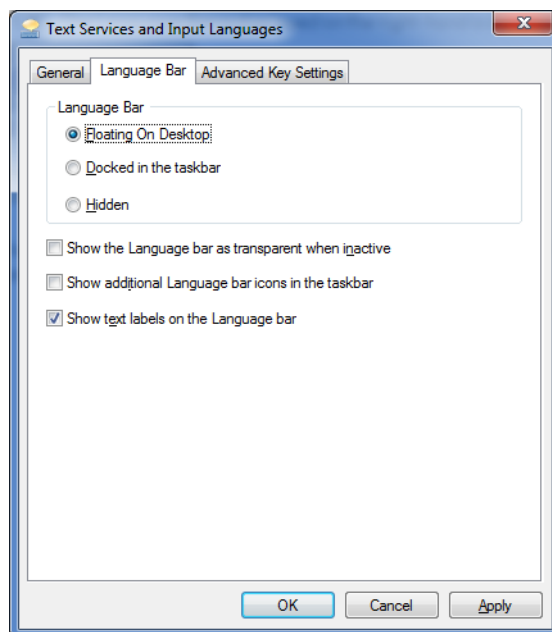 Text Services and Input Languages
General Language Bar Advanced Key Settings
Language Bar
Floating On Desktop
Docked in the taskbar
Hidden
Show the Language bar as transparent when inactive
Show additional Language bar icons in the taskbar
Show text labels on the Language bar
OK Cancel Apply